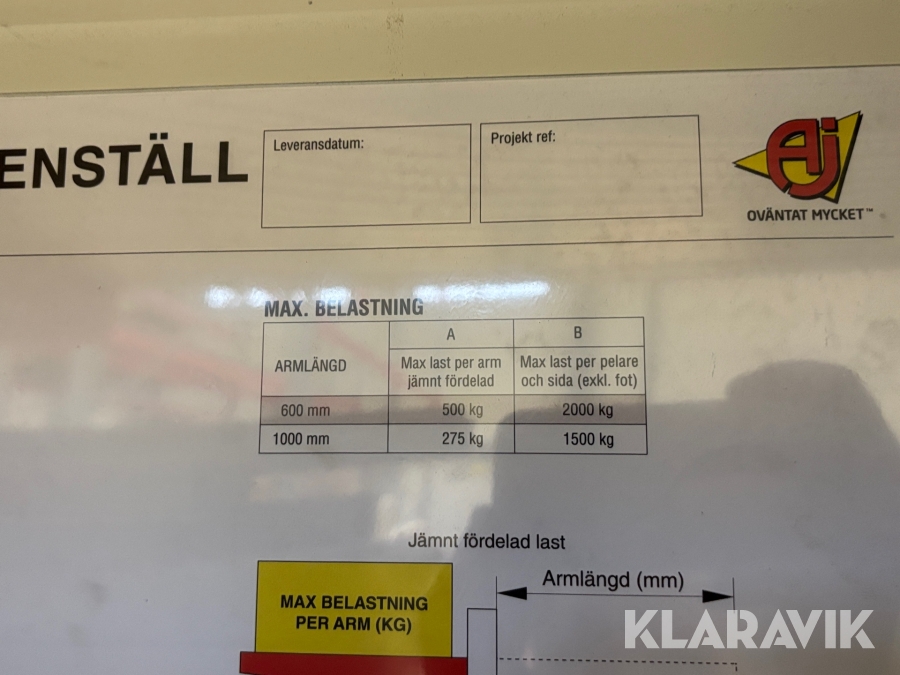 ENSTÄLL
Leveransdatum:
Projekt ref:
Aj
OVÄNTAT MYCKET™
MAX. BELASTNING
ARMLÄNGD
A
B
Max last per arm
jämnt fördelad
Max last per pelare
och sida (exkl. fot)
600 mm 500 kg 2000 kg
1000 mm 275 kg 1500 kg
Jämnt fördelad last
Armlängd (mm)
MAX BELASTNING
PER ARM (KG)
KLARAVIK